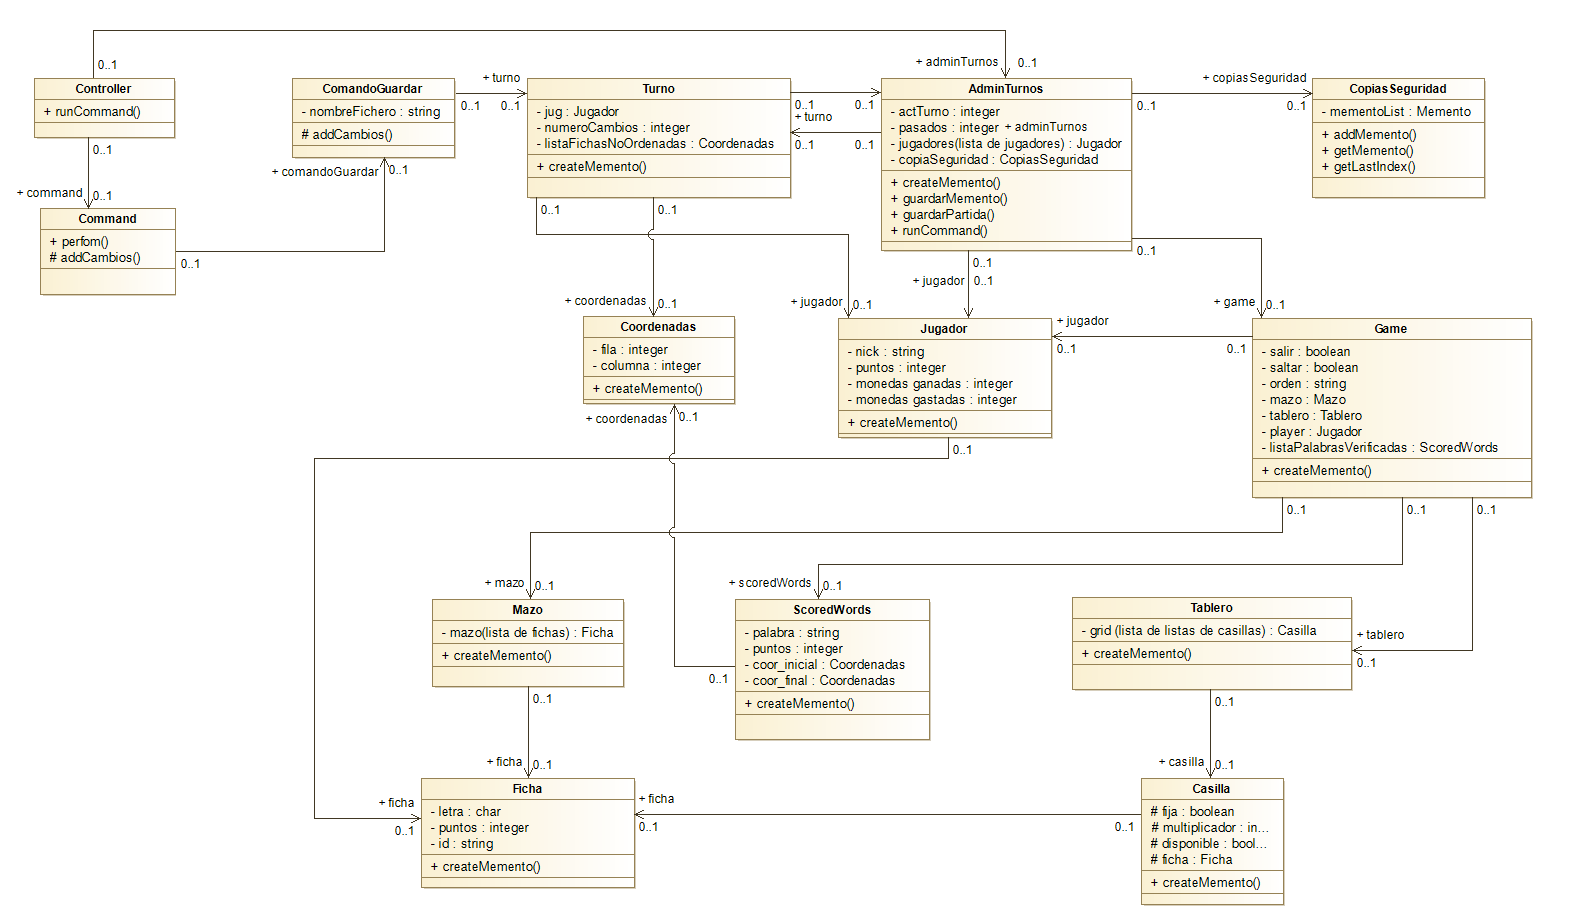 0..1
+ adminTurnos
0..1
Controller
+ runCommand()
0..1
+ command
0..1
Command
+ perfom()
# addCambios()
0..1
ComandoGuardar
- nombreFichero : string
# addCambios()
+ comandoGuardar
0..1
+ turno
0..1
0..1
Turno
- jug : Jugador
- numeroCambios : integer
- listaFichasNoOrdenadas : Coordenadas
+ createMemento()
0..1
0..1
0..1
0..1
+ turno
0..1
0..1
AdminTurnos
- actTurno : integer
- pasados : integer
+ adminTurnos
- jugadores(lista de jugadores) : Jugador
- copiaSeguridad : CopiasSeguridad
+ createMemento()
+ guardarMemento()
+ guardarPartida()
+ runCommand()
+ copiasSeguridad
0..1
0..1
CopiasSeguridad
- mementoList : Memento
+ addMemento()
+ getMemento()
+ getLastIndex()
0..1
0..1
+ jugador
0..1
+ coordenadas
0..1
+ jugador
0..1
+ game
0..1
Coordenadas
- fila : integer
- columna : integer
+ createMemento()
+ coordenadas
0..1
Jugador
- nick : string
- puntos : integer
- monedas ganadas : integer
- monedas gastadas : integer
+ createMemento()
0..1
+ jugador
0..1
0..1
Game
- salir : boolean
- saltar : boolean
- orden : string
- mazo : Mazo
- tablero : Tablero
- player : Jugador
- listaPalabrasVerificadas : ScoredWords
+ createMemento()
0..1
0..1
0..1
+ mazo
0..1
Mazo
- mazo(lista de fichas) : Ficha
+ createMemento()
0..1
+ scoredWords
0..1
ScoredWords
- palabra : string
- puntos : integer
- coor_inicial : Coordenadas
- coor_final : Coordenadas
+ createMemento()
0..1
Tablero
- grid (lista de listas de casillas) : Casilla
+ createMemento()
+ tablero
0..1
0..1
+ ficha
0..1
+ casilla
0..1
+ ficha
0..1
Ficha
- letra : char
- puntos : integer
- id : string
+ createMemento()
+ ficha
0..1
0..1
Casilla
# fija : boolean
# multiplicador : in...
# disponible : bool...
# ficha : Ficha
+ createMemento()